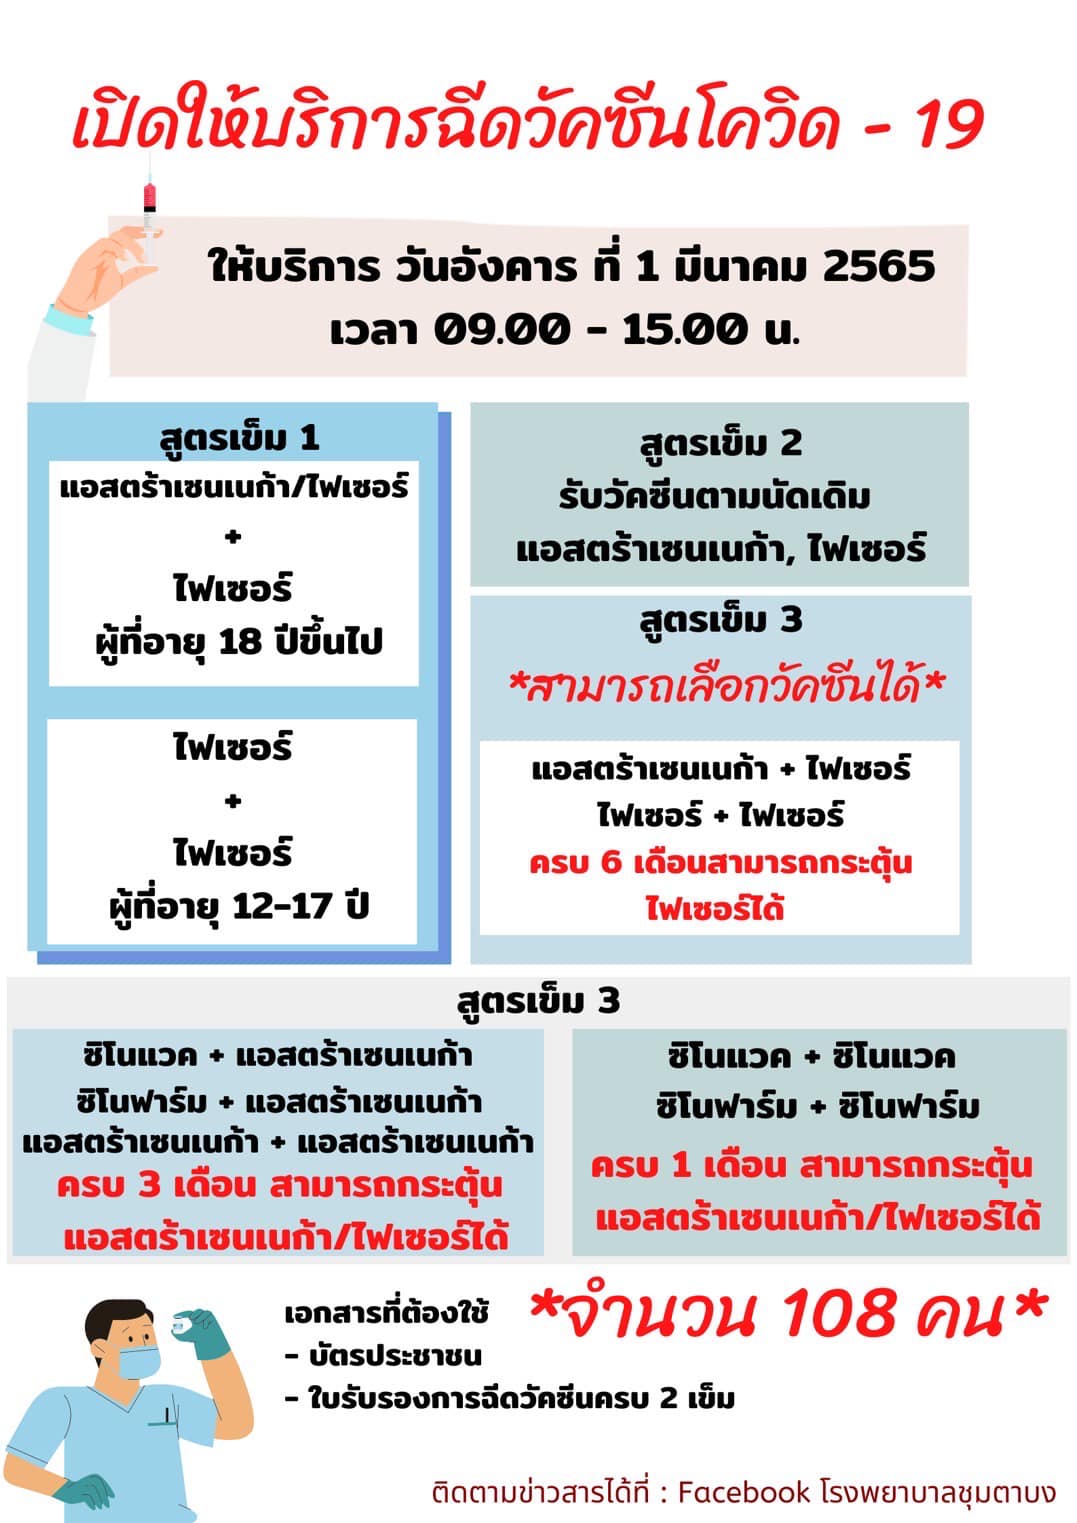 เปิดให้บริการฉีดวัคซีนโควิด - 19
ให้บริการ วันอังคาร ที่ 1 มีนาคม 2565
เวลา 09.00 - 15.00 น.
สูตรเข็ม 1
แอสตร้าเซนเนก้า/ไฟเซอร์
+
ไฟเซอร์
ผู้ที่อายุ 18 ปีขึ้นไป
ไฟเซอร์
+
ไฟเซอร์
ผู้ที่อายุ 12-17 ปี
สูตรเข็ม 2
รับวัคซีนตามนัดเดิม
แอสตร้าเซนเนก้า, ไฟเซอร์
สูตรเข็ม 3
*สามารถเลือกวัคซีนได้*
แอสตร้าเซนเนก้า + ไฟเซอร์
ไฟเซอร์ + ไฟเซอร์
ครบ 6 เดือนสามารถกระตุ้น
ไฟเซอร์ได้
สูตรเข็ม 3
ซิโนแวค + แอสตร้าเซนเนก้า
ซิโนฟาร์ม + แอสตร้าเซนเนก้า
แอสตร้าเซนเนก้า + แอสตร้าเซนเนก้า
ครบ 3 เดือน สามารถกระตุ้น
แอสตร้าเซนเนก้า/ไฟเซอร์ได้
ซิโนแวค + ซิโนแวค
ซิโนฟาร์ม + ซิโนฟาร์ม
ครบ 1 เดือน สามารถกระตุ้น
แอสตร้าเซนเนก้า/ไฟเซอร์ได้
เอกสารที่ต้องใช้
- บัตรประชาชน
- ใบรับรองการฉีดวัคซีนครบ 2 เข็ม
*จำนวน 108 คน*
ติดตามข่าวสารได้ที่ : Facebook โรงพยาบาลชุมตาบง